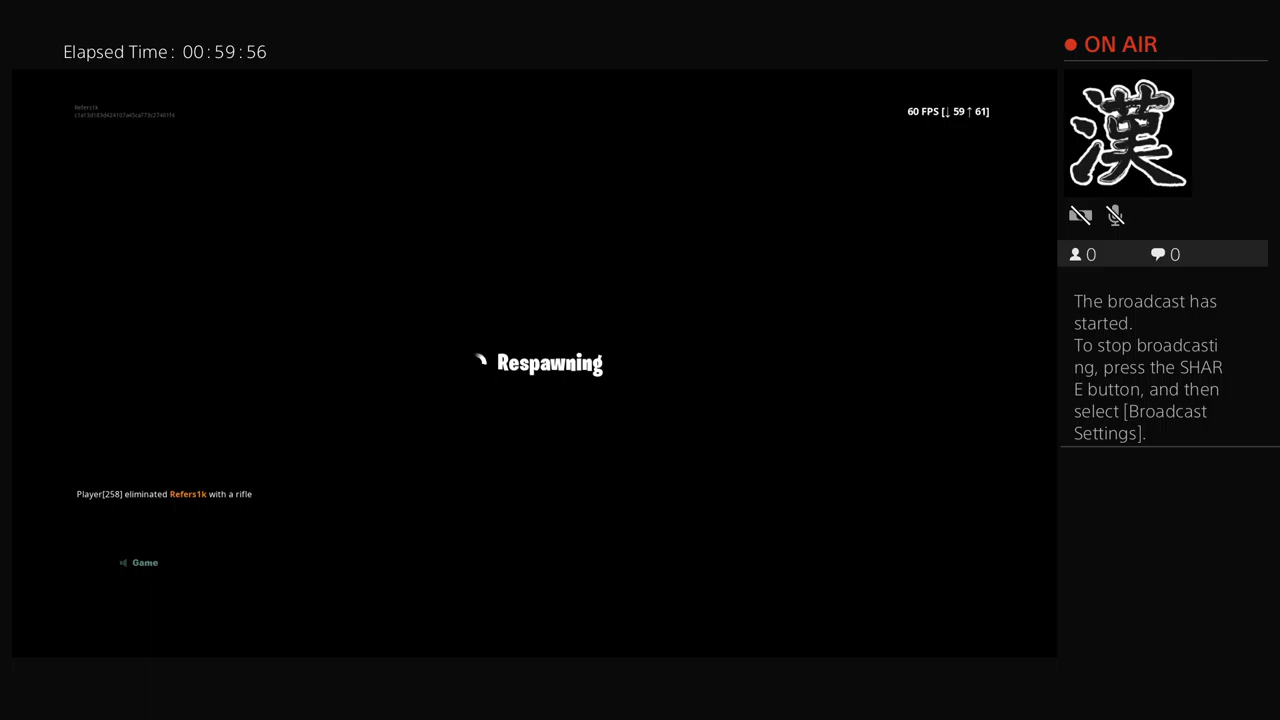 Elapsed Time: 00:59:56
ON AIR
Refers1k
60 FPS [↓ 59 ↑ 61]
漢
0 0
The broadcast has
started.
To stop broadcasti
ng, press the SHAR
E button, and then
select [Broadcast
Settings].
Respawning
Player[258] eliminated Refers1k with a rifle
Game